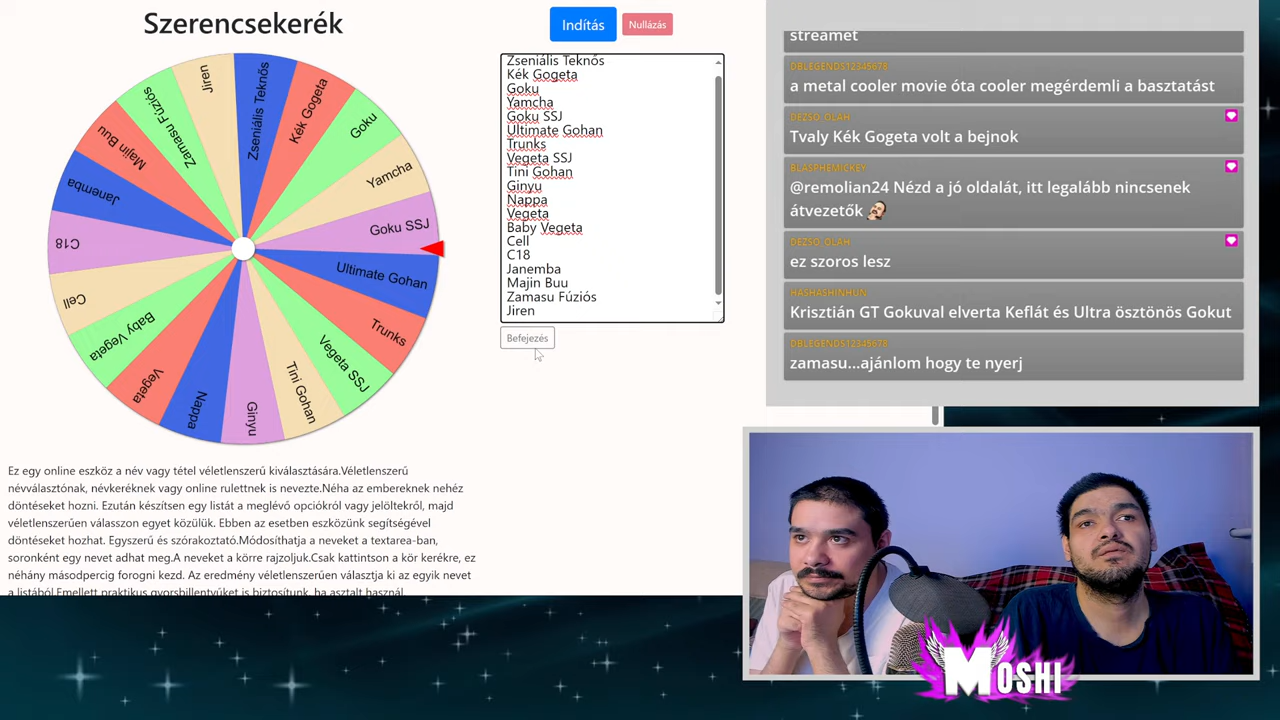 Szerencsekerék
Indítás
Nullázás
Zseniális Teknős
Kék Gogeta
Goku
Yamcha
Goku SSJ
Ultimate Gohan
Trunks
Vegeta SSJ
Tini Gohan
Ginyu
Nappa
Vegeta
Baby Vegeta
Cell
C18
Janemba
Majin Buu
Zamasu Fúziós
Jiren
Zseniális Teknős
Kék Gogeta
Goku
Yamcha
Goku SSJ
Ultimate Gohan
Trunks
Vegeta SSJ
Tini Gohan
Ginyu
Nappa
Vegeta
Baby Vegeta
Cell
C18
Janemba
Majin Buu
Zamasu Fúziós
Jiren
Befejezés
Ez egy online eszköz a név vagy tétel véletlenszerű kiválasztására.Véletlenszerű
névválasztónak, névkeréknek vagy online rulettnek is nevezte.Néha az embereknek nehéz
döntéseket hozni. Ezután készítsen egy listát a meglévő opciókról vagy jelöltekről, majd
véletlenszerűen válasszon egyet közülük. Ebben az esetben eszközünk segítségével
döntéseket hozhat. Egyszerű és szórakoztató.Módosíthatja a neveket a textarea-ban,
soronként egy nevet adhat meg.A neveket a körre rajzoljuk.Csak kattintson a kör kerékre, ez
néhány másodpercig forogni kezd. Az eredmény véletlenszerűen választja ki az egyik nevet
a listából.Emellett praktikus gyorsbillentyűket is biztosítunk, ha asztalt használ
streamet
DBLEGENDS12345678
a metal cooler movie óta cooler megérdemli a basztatást
DEZSO_OLAH
Tvaly Kék Gogeta volt a bejnok
BLASPHEMICKEY
@remolian24 Nézd a jó oldalát, itt legalább nincsenek
átvezetők
DEZSO_OLAH
ez szoros lesz
HASHASHINHUN
Krisztián GT Gokuval elverta Keflát és Ultra ösztönös Gokut
DBLEGENDS12345678
zamasu...ajánlom hogy te nyerj
MOSHI